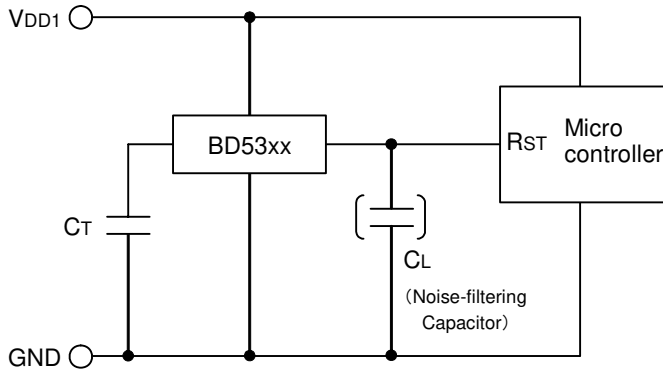 VDD1
BD53xx
RST
Micro
controller
CT
CL
（Noise-filtering
Capacitor）
GND